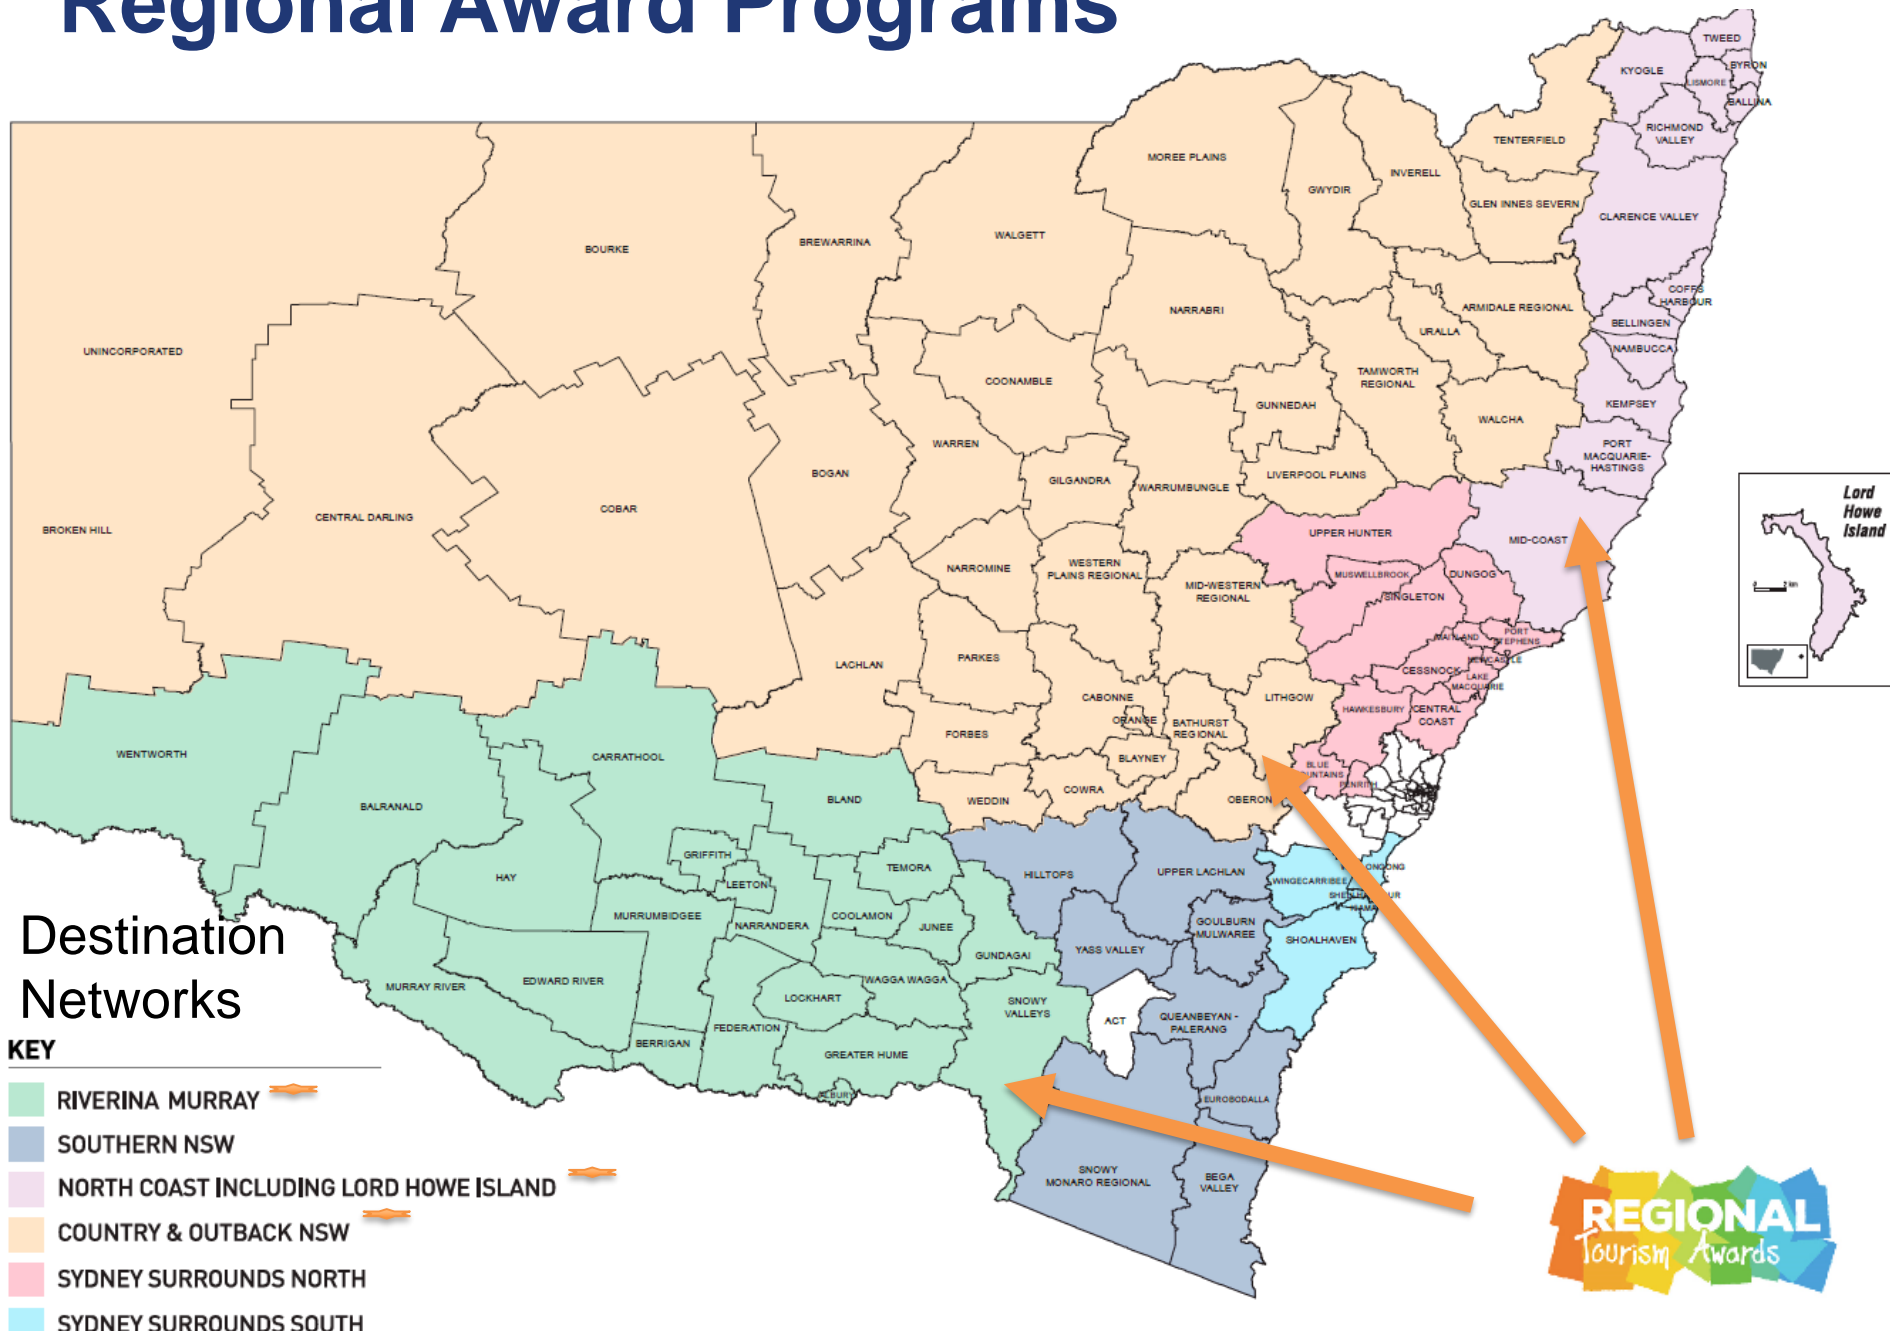 Regional Award Programs
TWEED
KYOGLE
BYRON
LISMORE
BALLINA
RICHMOND
VALLEY
TENTERFIELD
MOREE PLAINS
INVERELL
GWYDIR
GLEN INNES SEVERN
CLARENCE VALLEY
WALGETT
BREWARRINA
BOURKE
COFFS
HARBOUR
ARMIDALE REGIONAL
NARRABRI
BELLINGEN
URALLA
NAMBUCCA
UNINCORPORATED
TAMWORTH
REGIONAL
COONAMBLE
GUNNEDAH
KEMPSEY
WALCHA
WARREN
PORT
MACQUARIE-
HASTINGS
BOGAN
LIVERPOOL PLAINS
GILGANDRA
WARRUMBUNGLE
Lord
Howe
Island
COBAR
CENTRAL DARLING
BROKEN HILL
UPPER HUNTER
MID-COAST
NARROMINE
WESTERN
PLAINS REGIONAL
MUSWELLBROOK
DUNGOG
MID-WESTERN
REGIONAL
SINGLETON
km
MAITLAND
PORT
STEPHENS
LACHLAN
PARKES
NEWCASTLE
CESSNOCK
LAKE
MACQUARIE
CABONNE
LITHGOW
HAWKESBURY
CENTRAL
COAST
ORANGE
BATHURST
REGIONAL
FORBES
WENTWORTH
CARRATHOOL
BLAYNEY
BLUE
UNTAINS
PENRITH
BLAND
WEDDIN
COWRA
OBERON
BALRANALD
GRIFFITH
TEMORA
ONGONG
HILLTOPS
UPPER LACHLAN
WINGECARRIBEE
HAY
LEETON
MURRUMBIDGEE
COOLAMON
NARRANDERA
JUNEE
GOULBURN
MULWAREE
SHOALHAVEN
YASS VALLEY
GUNDAGAI
Destination
Networks
MURRAY RIVER
EDWARD RIVER
WAGGA WAGGA
LOCKHART
SNOWY
VALLEYS
ACT
QUEANBEYAN -
PALERANG
FEDERATION
BERRIGAN
GREATER HUME
ALBURY
EUROBODALLA
SNOWY
MONARO REGIONAL
BEGA
VALLEY
KEY
RIVERINA MURRAY
SOUTHERN NSW
NORTH COAST INCLUDING LORD HOWE ISLAND
COUNTRY & OUTBACK NSW
SYDNEY SURROUNDS NORTH
SYDNEY SURROUNDS SOUTH
REGIONAL
Tourism Awards